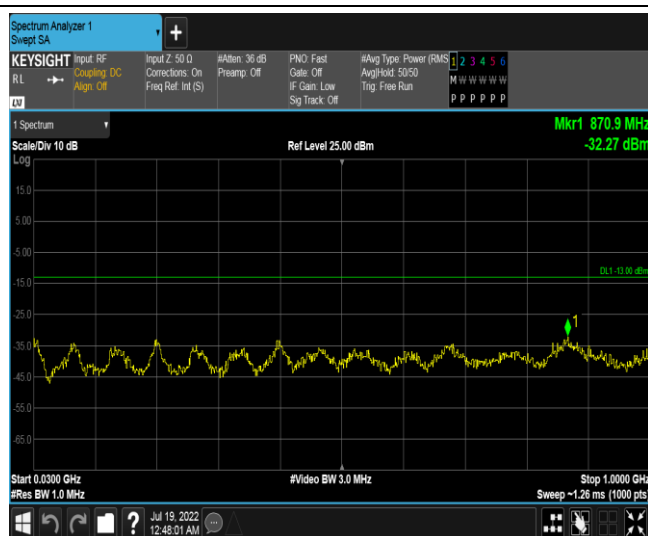 Spectrum Analyzer 1
Swept SA
+
KEYSIGHT
RL
LXI
Input: RF
Coupling: DC
Align: Off
Input Z: 50 Ω
Corrections: On
Freq Ref: Int (S)
#Atten: 36 dB
Preamp: Off
PNO: Fast
Gate: Off
IF Gain: Low
Sig Track: Off
#Avg Type: Power (RMS
Avg|Hold: 50/50
Trig: Free Run
1 2 3 4 5 6
M W W W W W
P P P P P P
1 Spectrum
Mkr1 870.9 MHz
-32.27 dBm
Scale/Div 10 dB
Ref Level 25.00 dBm
Log
15.0
5.00
-5.00
DL1 -13.00 dBm
-15.0
-25.0
1
-35.0
-45.0
-55.0
-65.0
Start 0.0300 GHz
#Video BW 3.0 MHz
Stop 1.0000 GHz
#Res BW 1.0 MHz
Sweep ~1.26 ms (1000 pts)
?
Jul 19, 2022
12:48:01 AM